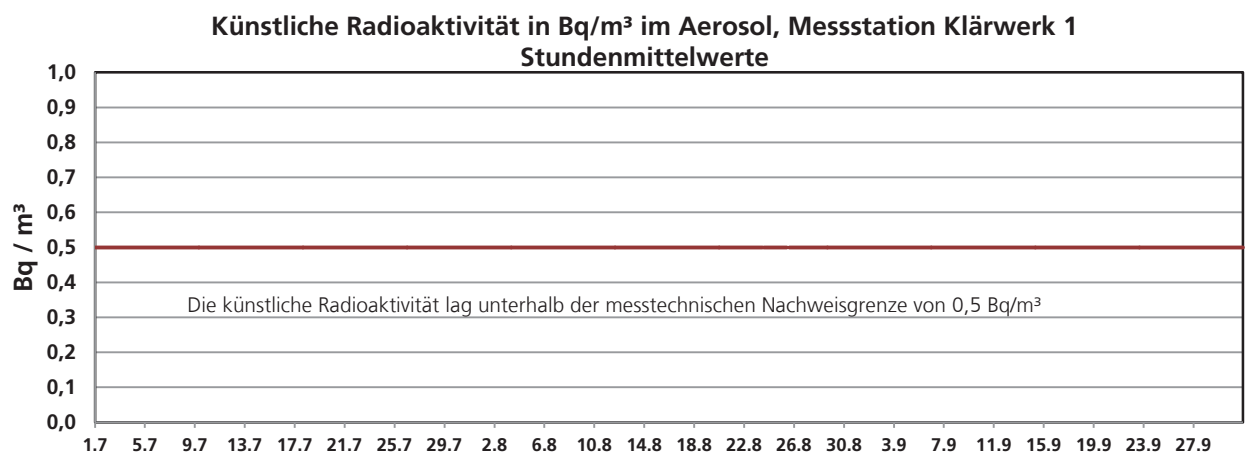 Künstliche Radioaktivität in Bq/m³ im Aerosol, Messstation Klärwerk 1
Stundenmittelwerte
Bq / m³
1,0
0,9
0,8
0,7
0,6
0,5
0,4
0,3
0,2
0,1
0,0
Die künstliche Radioaktivität lag unterhalb der messtechnischen Nachweisgrenze von 0,5 Bq/m³
1.7 5.7 9.7 13.7 17.7 21.7 25.7 29.7 2.8 6.8 10.8 14.8 18.8 22.8 26.8 30.8 3.9 7.9 11.9 15.9 19.9 23.9 27.9